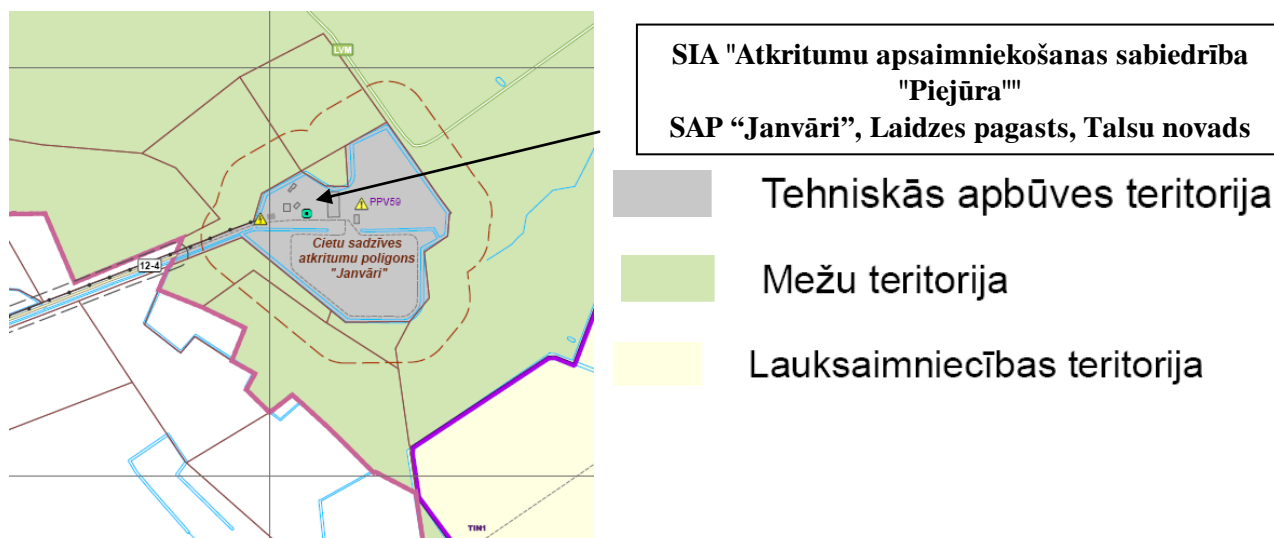 LVM
PPV59
Cietu sadzīves
atkritumu poligons
"Janvāri"
12-4
TIN1
SIA "Atkritumu apsaimniekošanas sabiedrība
"Piejūra""
SAP “Janvāri”, Laidzes pagasts, Talsu novads
Tehniskās apbūves teritorija
Mežu teritorija
Lauksaimniecības teritorija